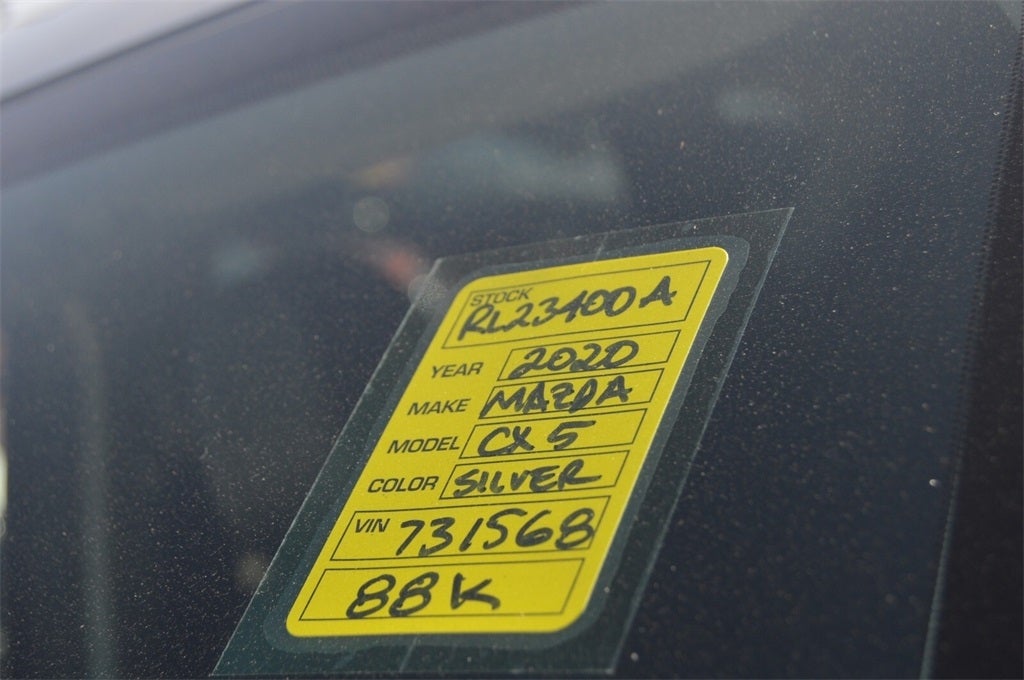 STOCK
RL23400A
YEAR 2020
MAKE MAZDA
MODEL CX 5
COLOR SILVER
VIN 731568
88K